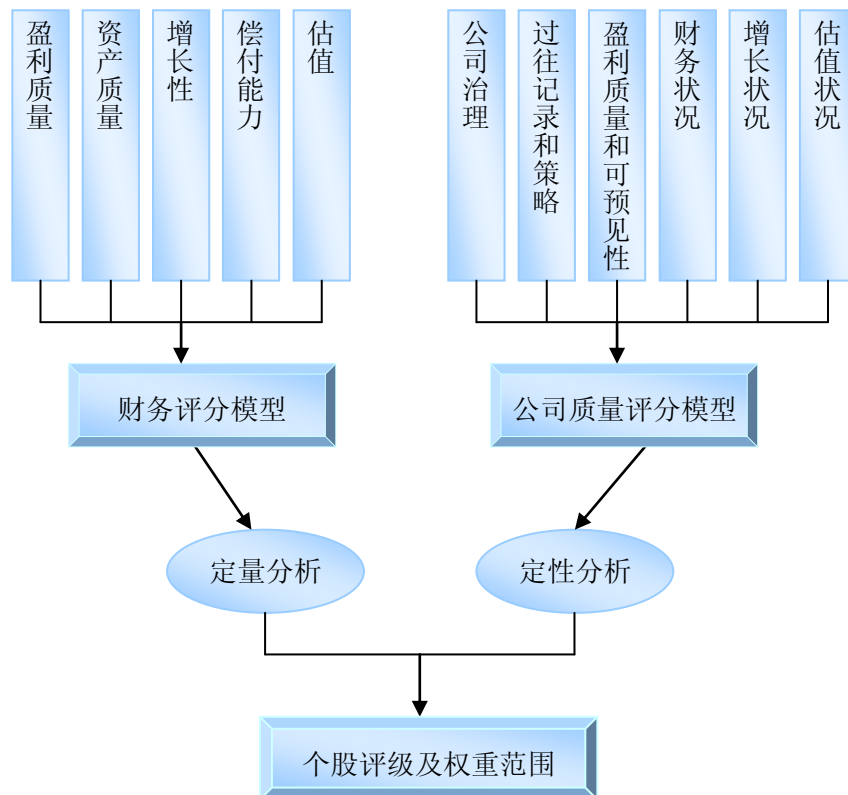 盈利质量
资产质量
增长性
偿付能力
估值
公司治理
过往记录和策略
盈利质量和可预见性
财务状况
增长状况
估值状况
财务评分模型
公司质量评分模型
定量分析
定性分析
个股评级及权重范围